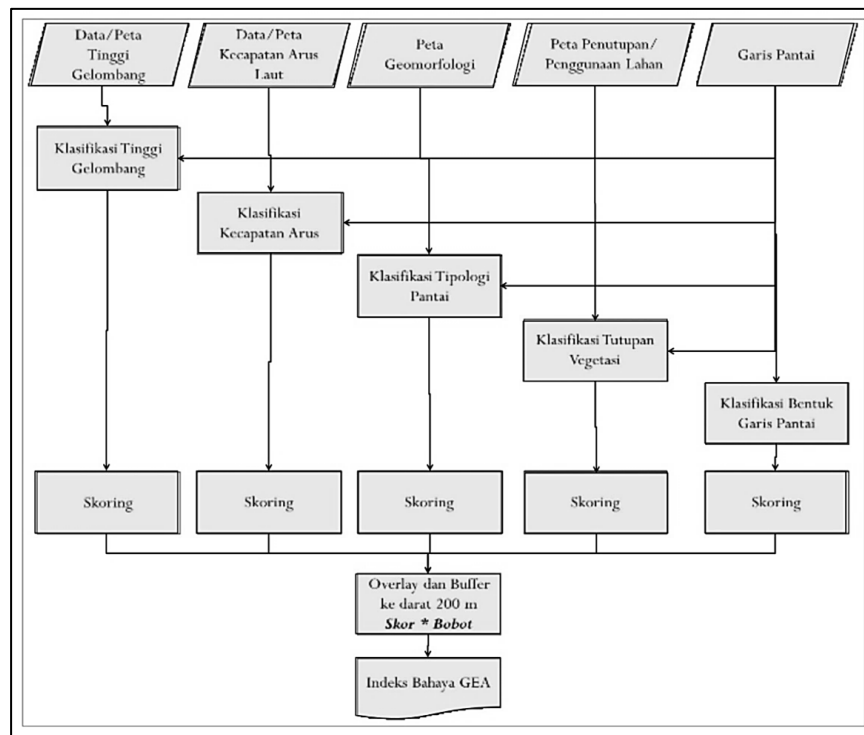 Data/Peta
Tinggi
Gelombang
Data/Peta
Kecapatan Arus
Laut
Peta
Geomorfologi
Peta Penutupan/
Penggunaan Lahan
Garis Pantai
Klasifikasi Tinggi
Gelombang
Klasifikasi
Kecapatan Arus
Klasifikasi Tipologi
Pantai
Klasifikasi Tutupan
Vegetasi
Klasifikasi Bentuk
Garis Pantai
Skoring
Skoring
Skoring
Skoring
Skoring
Overlay dan Buffer
ke darat 200 m
Skor * Bobot
Indeks Bahaya GEA